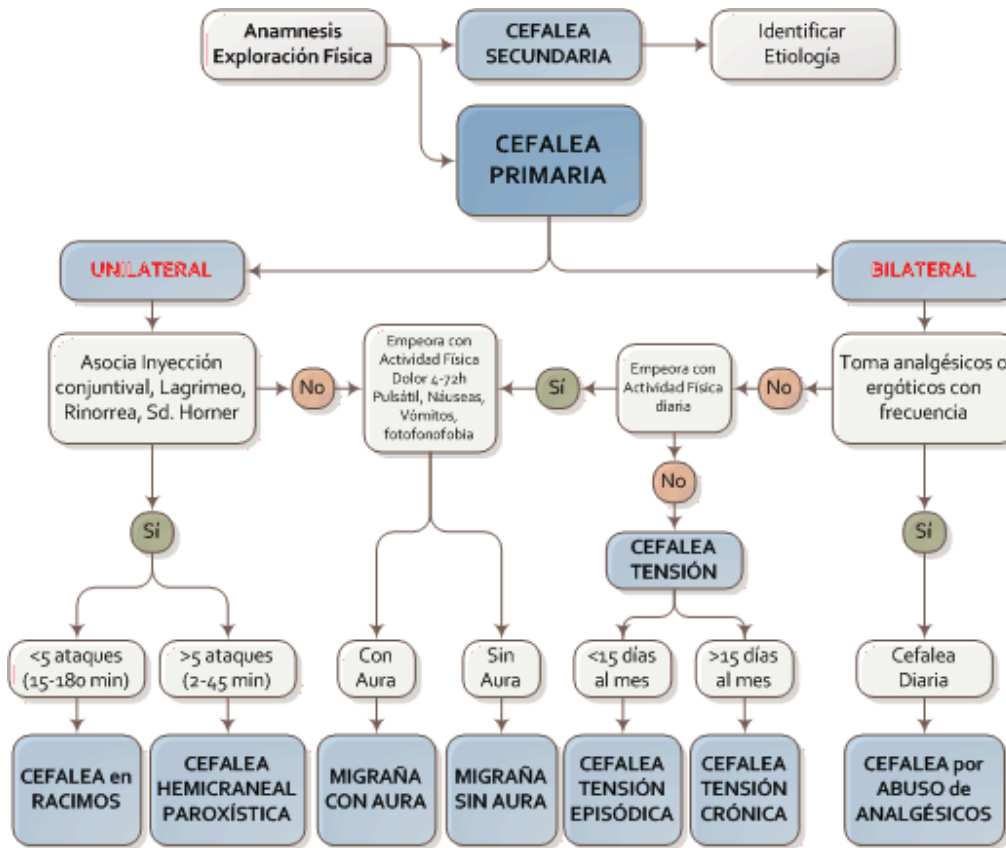 Anamnesis
Exploración Física
CEFALEA
SECUNDARIA
Identificar
Etiología
CEFALEA
PRIMARIA
UNILATERAL
BILATERAL
Asocia Inyección
conjuntival, Lagrimeo,
Rinorrea, Sd. Horner
No
Empeora con
Actividad Física
Dolor 4-72h
Pulsátil, Náuseas,
Vómitos,
fotofonofobia
Sí
Empeora con
Actividad Física
diaria
No
Toma analgésicos o
ergóticos con
frecuencia
No
Sí
CEFALEA
TENSIÓN
Sí
<5 ataques
(15-180 min)
>5 ataques
(2-45 min)
Con
Aura
Sin
Aura
<15 días
al mes
>15 días
al mes
Cefalea
Diaria
CEFALEA en
RACIMOS
CEFALEA
HEMICRANEAL
PAROXÍSTICA
MIGRAÑA
CON AURA
MIGRAÑA
SIN AURA
CEFALEA
TENSIÓN
EPISÓDICA
CEFALEA
TENSIÓN
CRÓNICA
CEFALEA por
ABUSO de
ANALGÉSICOS